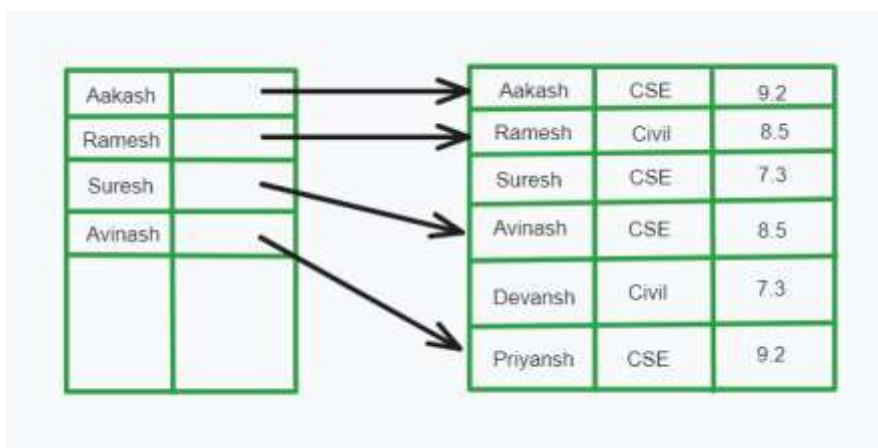 Aakash
Ramesh
Suresh
Avinash
Aakash CSE 9.2
Ramesh Civil 8.5
Suresh CSE 7.3
Avinash CSE 8.5
Devansh Civil 7.3
Priyansh CSE 9.2